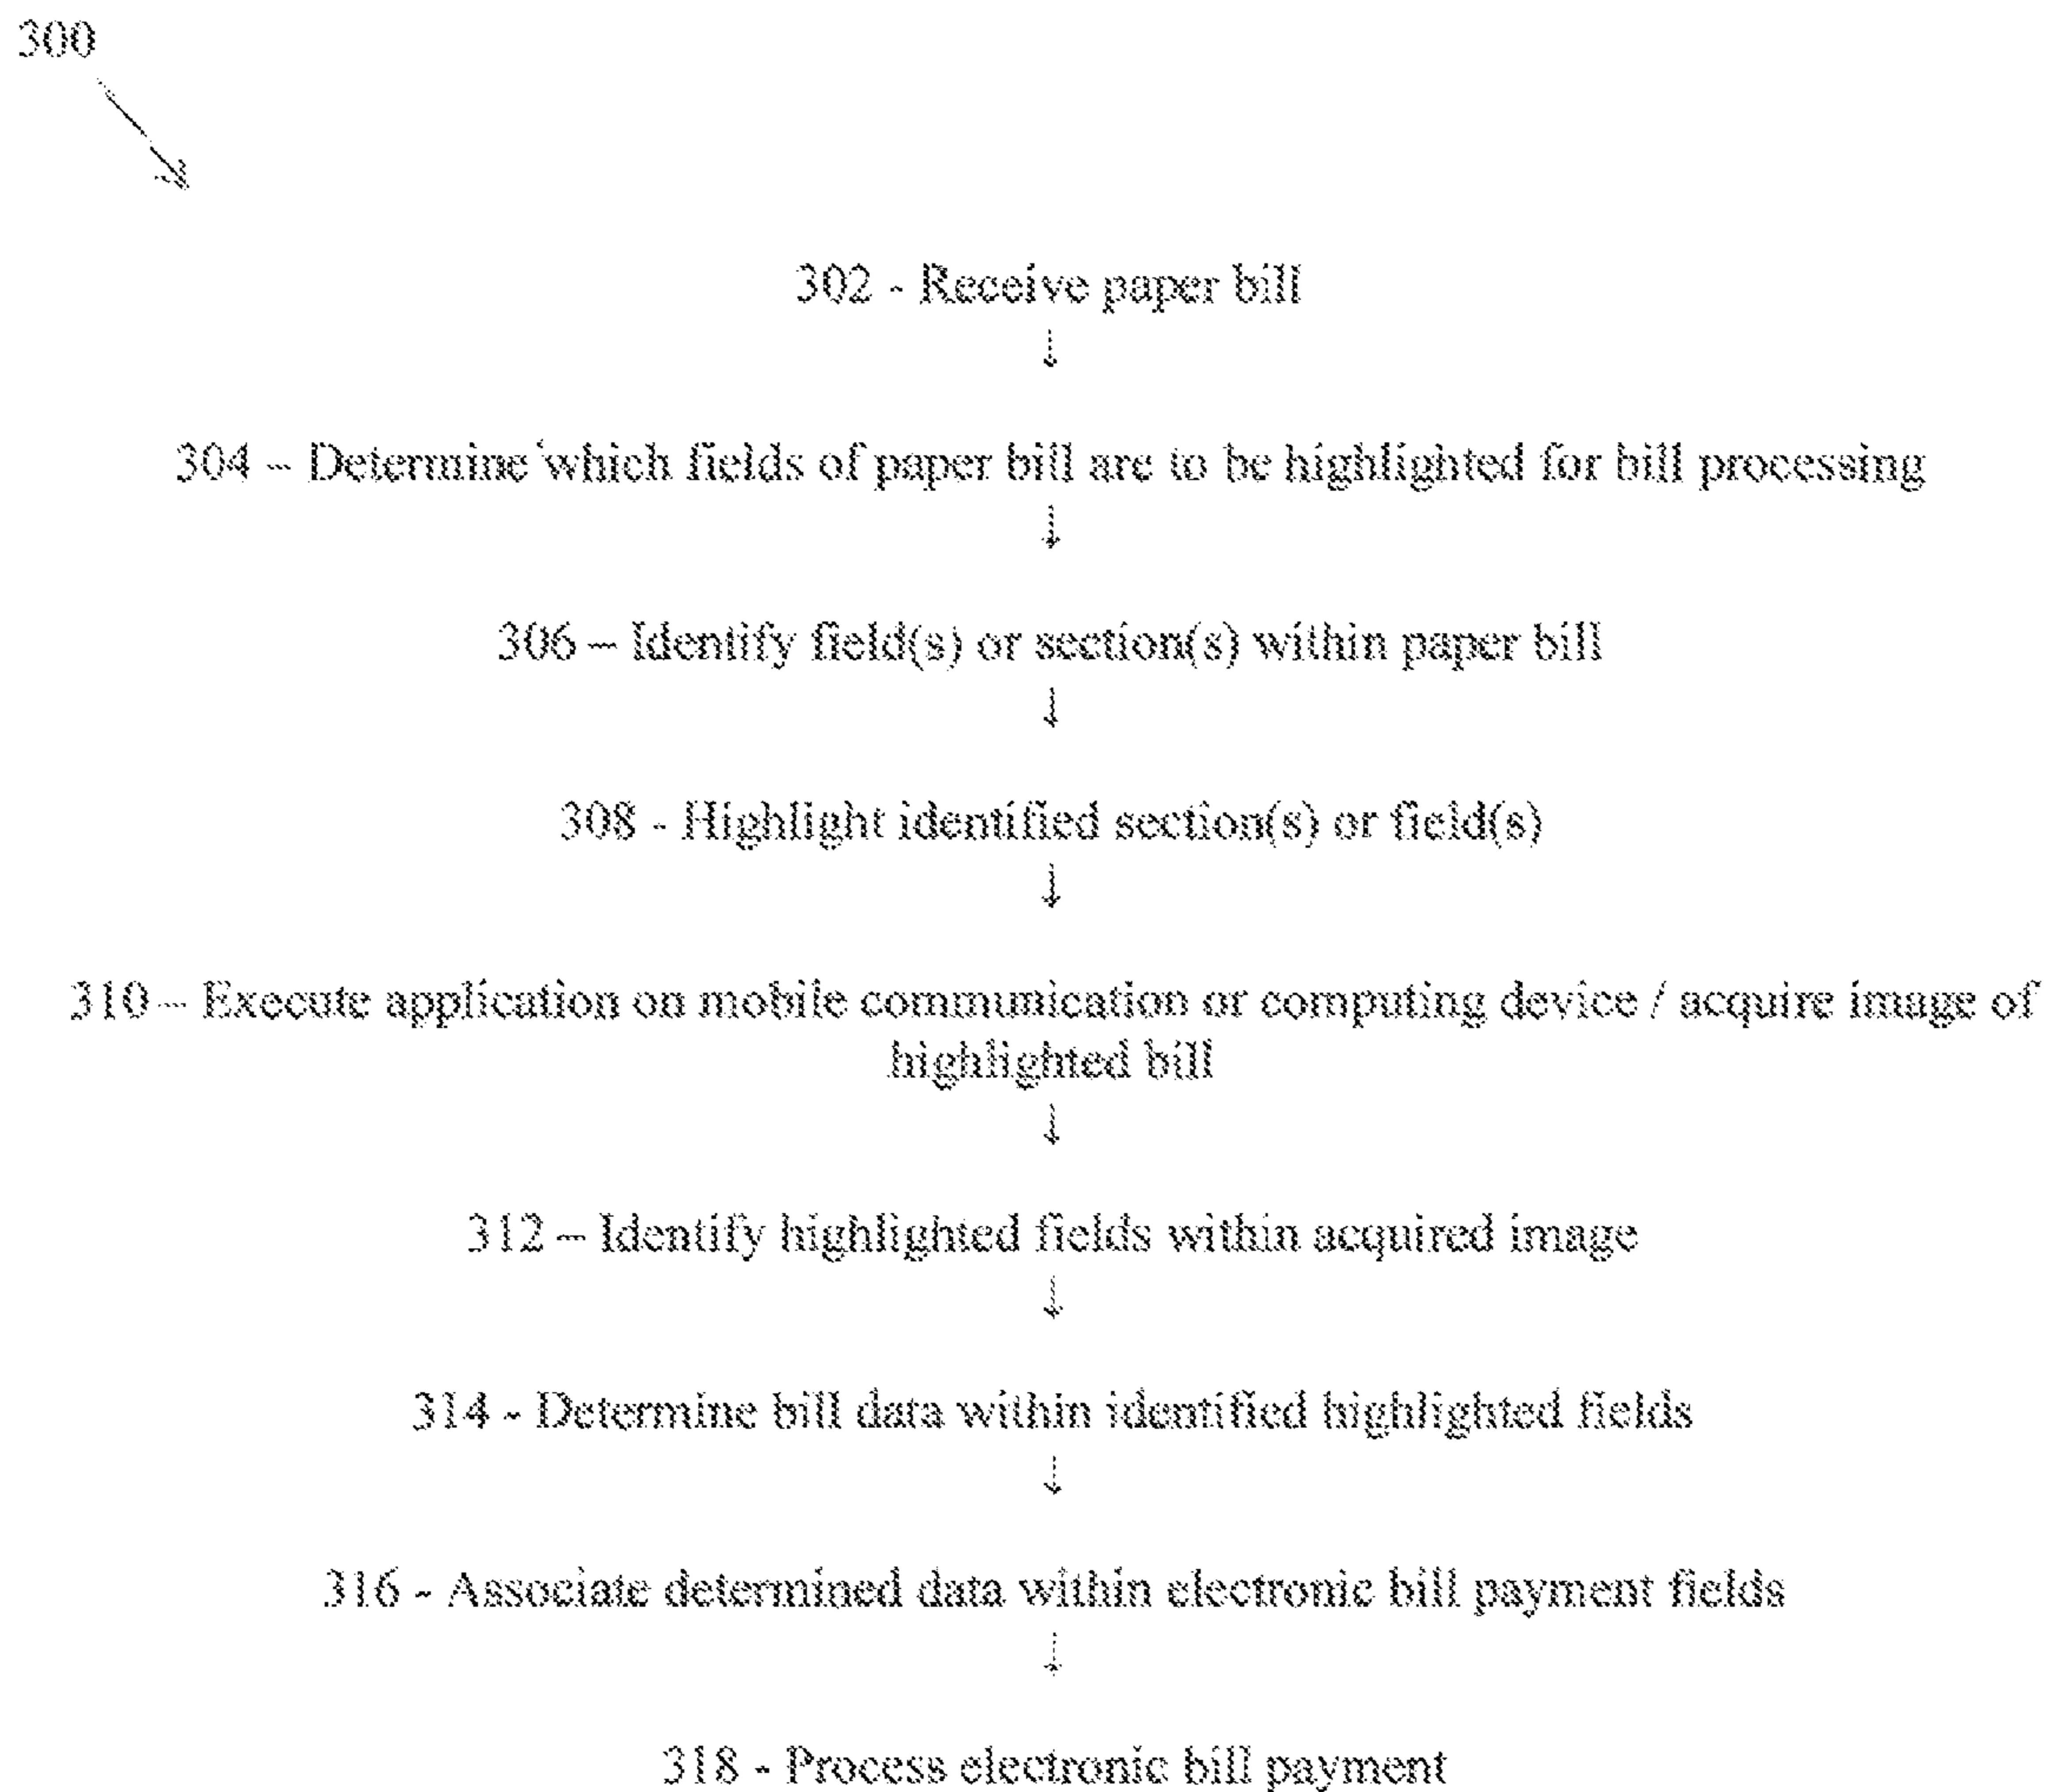 300
302 - Receive paper bill
↓
304 – Determine which fields of paper bill are to be highlighted for bill processing
↓
306 – Identify field(s) or section(s) within paper bill
↓
308 - Highlight identified section(s) or field(s)
↓
310 – Execute application on mobile communication or computing device / acquire image of
highlighted bill
↓
312 – Identify highlighted fields within acquired image
↓
314 - Determine bill data within identified highlighted fields
↓
316 - Associate determined data within electronic bill payment fields
↓
318 - Process electronic bill payment